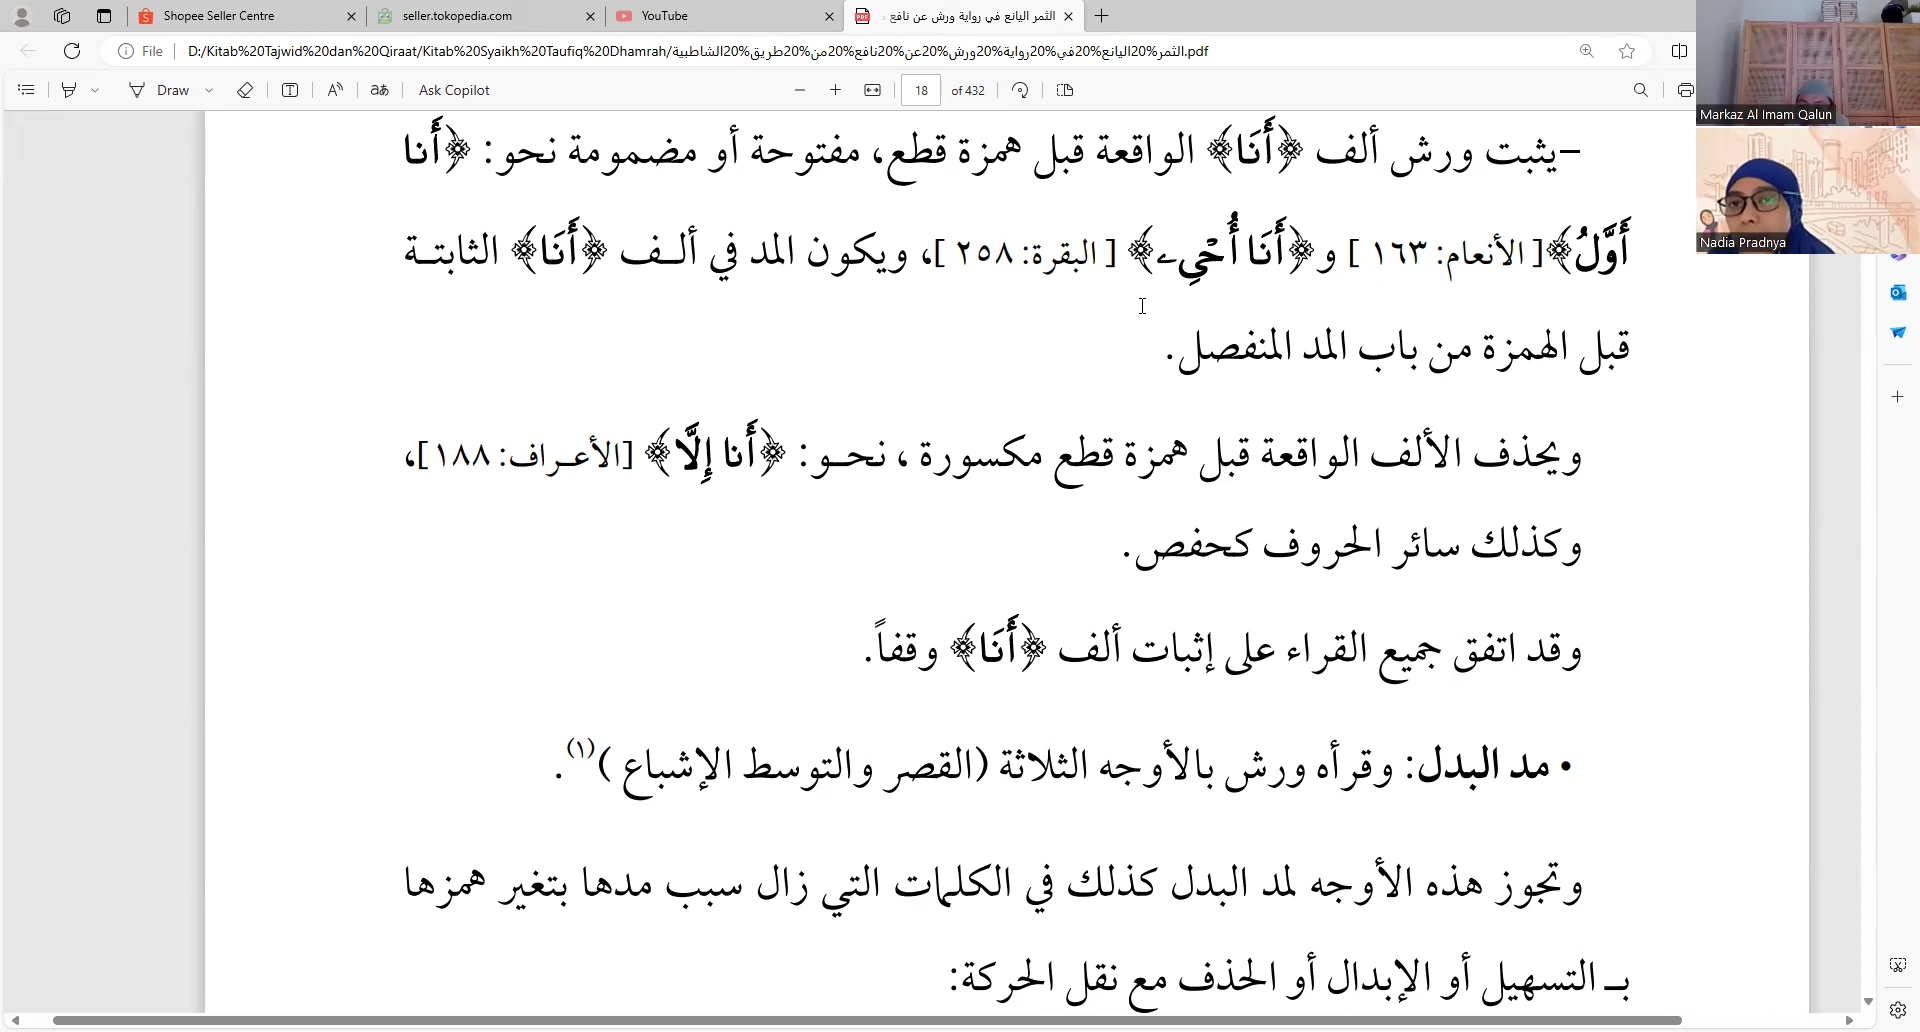 Shopee Seller Centre
seller.tokopedia.com
YouTube
الثمر اليانع في رواية ورش عن نافع
File
D:/Kitab%20Tajwid%20dan%20Qiraat/Kitab%20Syaikh%20Taufiq%20Dhamrah/الثمر%20اليانع%20في%20رواية%20ورش%20عن%20نافع%20من%20طريق%20الشاطبية.pdf
Draw
Ask Copilot
18 of 432
Markaz Al Imam Qalun
Nadia Pradnya
–يثبت ورش ألف ﴿أَنَا﴾ الواقعة قبل همزة قطع، مفتوحة أو مضمومة نحو: ﴿أَنا
أَوَّلُ﴾[ الأنعام: ١٦٣ ] و﴿أَنَا أُحْيِۦ﴾ [ البقرة: ٢٥٨ ]، ويكون المد في ألـف ﴿أَنَا﴾ الثابتـة
قبل الهمزة من باب المد المنفصل.
ويحذف الألف الواقعة قبل همزة قطع مكسورة ، نحـو: ﴿أَنا إِلَّا﴾ [الأعـراف: ١٨٨]،
وكذلك سائر الحروف كحفص.
وقد اتفق جميع القراء على إثبات ألف ﴿أَنَا﴾ وقفاً.
• مد البدل: وقرأه ورش بالأوجه الثلاثة (القصر والتوسط الإشباع )(١).
وتجوز هذه الأوجه لمد البدل كذلك في الكلمات التي زال سبب مدها بتغير همزها
بـ التسهيل أو الإبدال أو الحذف مع نقل الحركة: